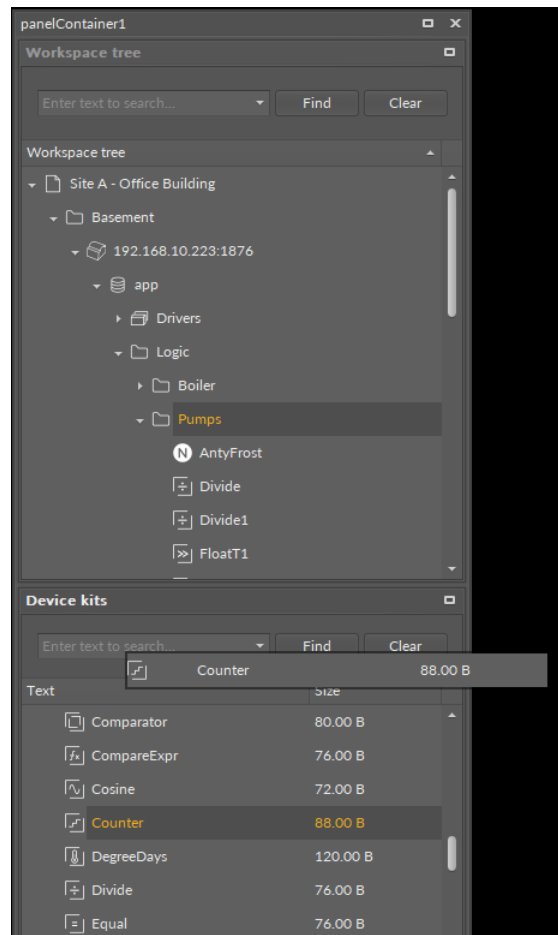 panelContainer1
Workspace tree
Enter text to search... Find Clear
Workspace tree
Site A - Office Building
Basement
192.168.10.223:1876
app
Drivers
Logic
Boiler
Pumps
N AntyFrost
Divide
Divide1
FloatT1
Device kits
Enter text to search... Find Clear
Counter 88.00 B
Text Size
Comparator 80.00 B
CompareExpr 76.00 B
Cosine 72.00 B
Counter 88.00 B
DegreeDays 120.00 B
Divide 76.00 B
Equal 76.00 B